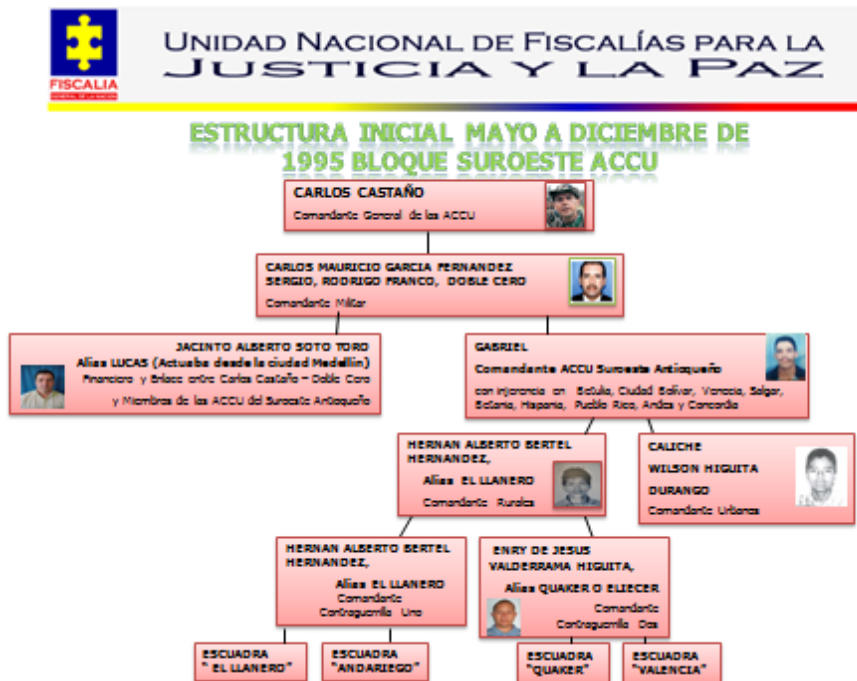 FISCALIA
GENERAL DE LA NACION
UNIDAD NACIONAL DE FISCALÍAS PARA LA
JUSTICIA Y LA PAZ
ESTRUCTURA INICIAL MAYO A DICIEMBRE DE
1995 BLOQUE SUROESTE ACCU
CARLOS CASTAÑO
Comandante General de las ACCU
CARLOS MAURICIO GARCIA FERNANDEZ
SERGIO, RODRIGO FRANCO, DOBLE CERO
Comandante Militar
JACINTO ALBERTO SOTO TORO
Alias LUCAS (Actuaba desde la ciudad Medellin)
Financiero y Enlace entre Carlos Castaño – Doble Cero
y Miembros de las ACCU del Suroeste Antioqueño
GABRIEL
Comandante ACCU Suroeste Antioqueño
con injerencia en Betulia, Ciudad Bolivar, Venecia, Salgar,
Betania, Hispania, Pueblo Rico, Andes y Concordia
HERNAN ALBERTO BERTEL
HERNANDEZ,
Alias EL LLANERO
Comandante Rurales
CALICHE
WILSON HIGUITA
DURANGO
Comandante Urbanos
HERNAN ALBERTO BERTEL
HERNANDEZ,
Alias EL LLANERO
Comandante
Contraguerrilla Uno
ENRY DE JESUS
VALDERRAMA HIGUITA,
Alias QUAKER O ELIECER
Comandante
Contraguerrilla Dos
ESCUADRA
" EL LLANERO"
ESCUADRA
"ANDARIEGO"
ESCUADRA
"QUAKER"
ESCUADRA
"VALENCIA"